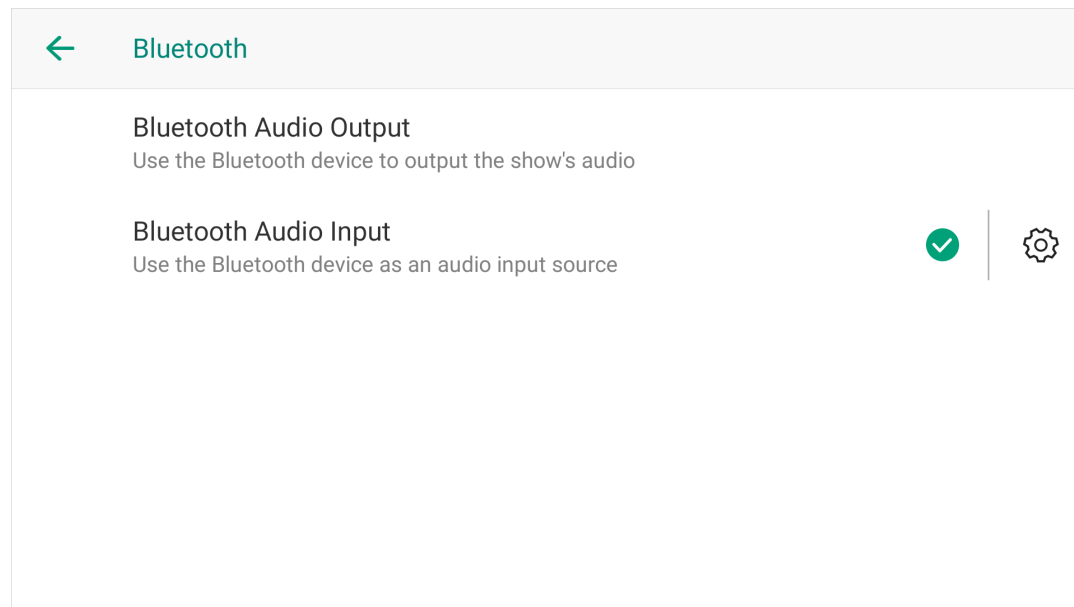 Bluetooth
Bluetooth Audio Output
Use the Bluetooth device to output the show's audio
Bluetooth Audio Input
Use the Bluetooth device as an audio input source